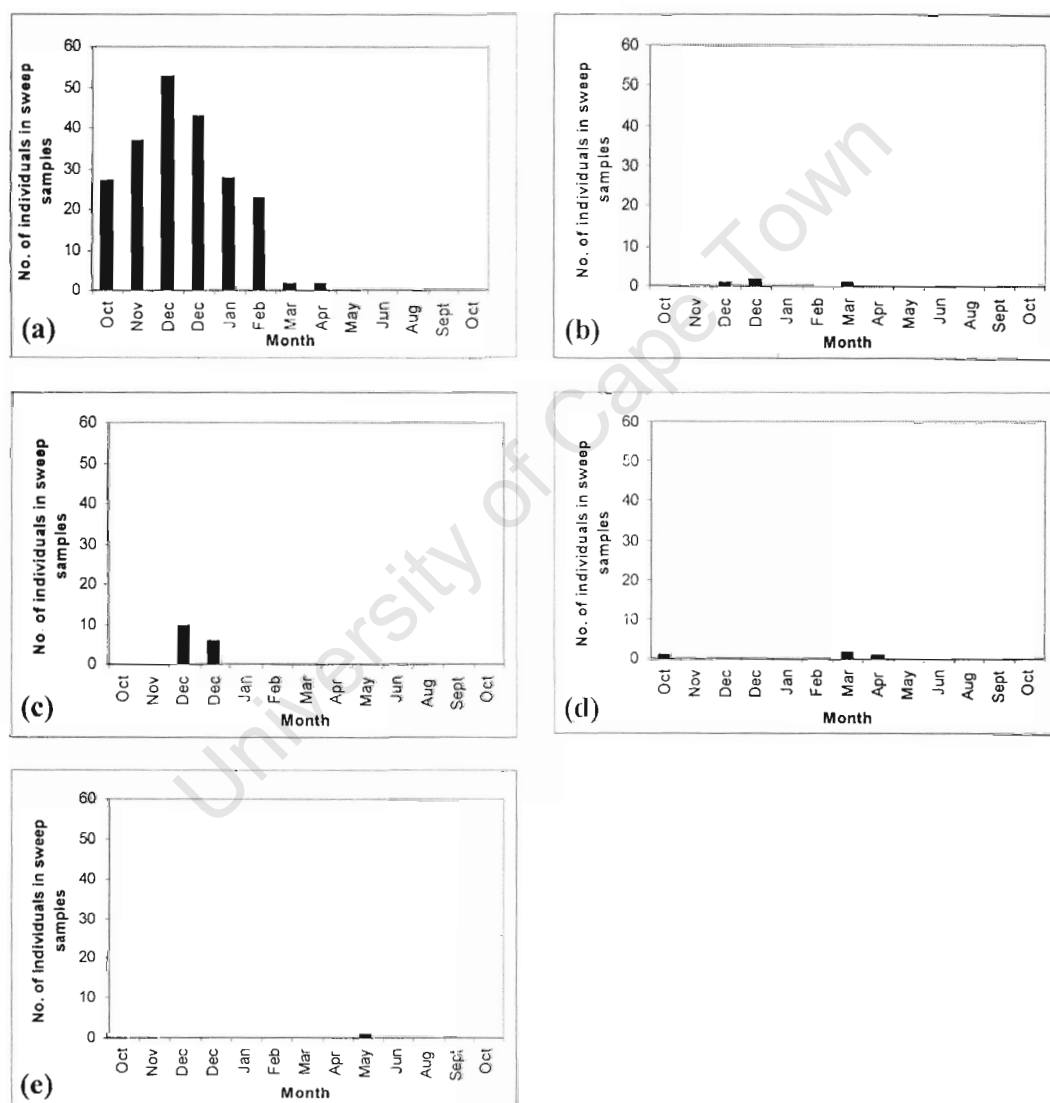 60
50
40
30
20
10
0
No. of individuals in sweep
samples
Oct
Nov
Dec
Dec
Jan
Feb
Mar
Apr
May
Jun
Aug
Sept
Oct
Month
(a)
60
50
40
30
20
10
0
No. of individuals in sweep
samples
Oct
Nov
Dec
Dec
Jan
Feb
Mar
Apr
May
Jun
Aug
Sept
Oct
Month
(b)
60
50
40
30
20
10
0
No. of individuals in sweep
samples
Oct
Nov
Dec
Dec
Jan
Feb
Mar
Apr
May
Jun
Aug
Sept
Oct
Month
(c)
60
50
40
30
20
10
0
No. of individuals in sweep
samples
Oct
Nov
Dec
Dec
Jan
Feb
Mar
Apr
May
Jun
Aug
Sept
Oct
Month
(d)
60
50
40
30
20
10
0
No. of individuals in sweep
samples
Oct
Nov
Dec
Dec
Jan
Feb
Mar
Apr
May
Jun
Aug
Sept
Oct
Month
(e)
University of Cape Town